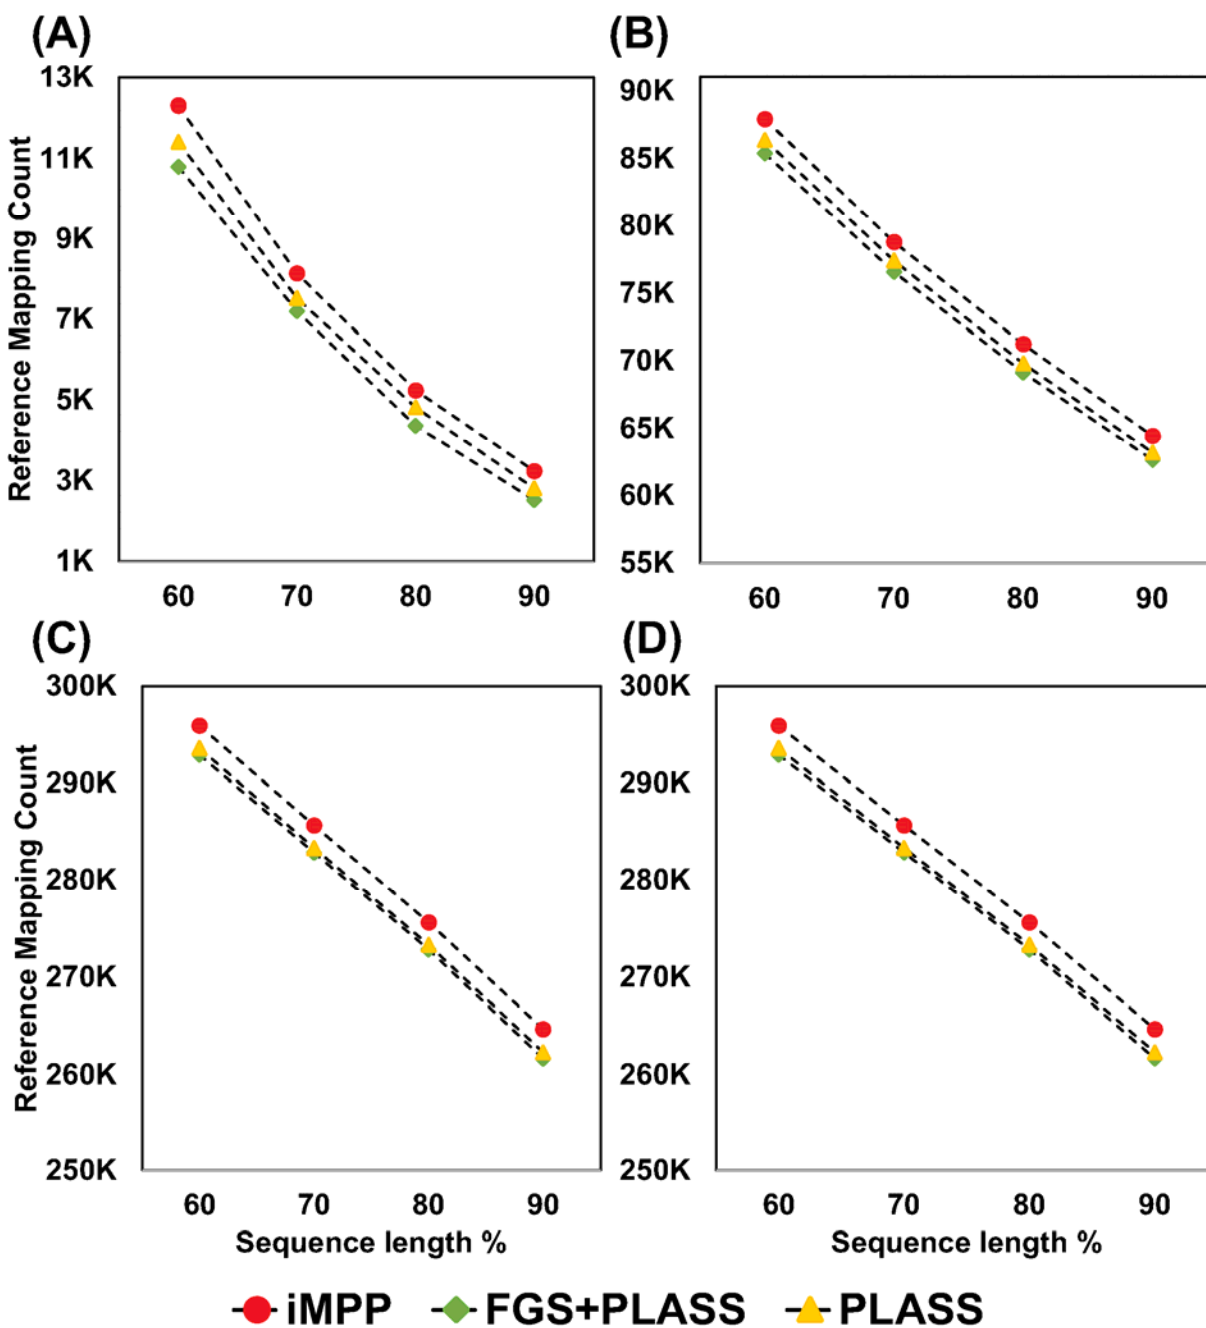 (A)
Reference Mapping Count
13K
11K
9K
7K
5K
3K
1K
60 70 80 90
(B)
90K
85K
80K
75K
70K
65K
60K
55K
60 70 80 90
(C)
Reference Mapping Count
300K
290K
280K
270K
260K
250K
60 70 80 90
Sequence length %
(D)
300K
290K
280K
270K
260K
250K
60 70 80 90
Sequence length %
iMPP FGS+PLASS PLASS